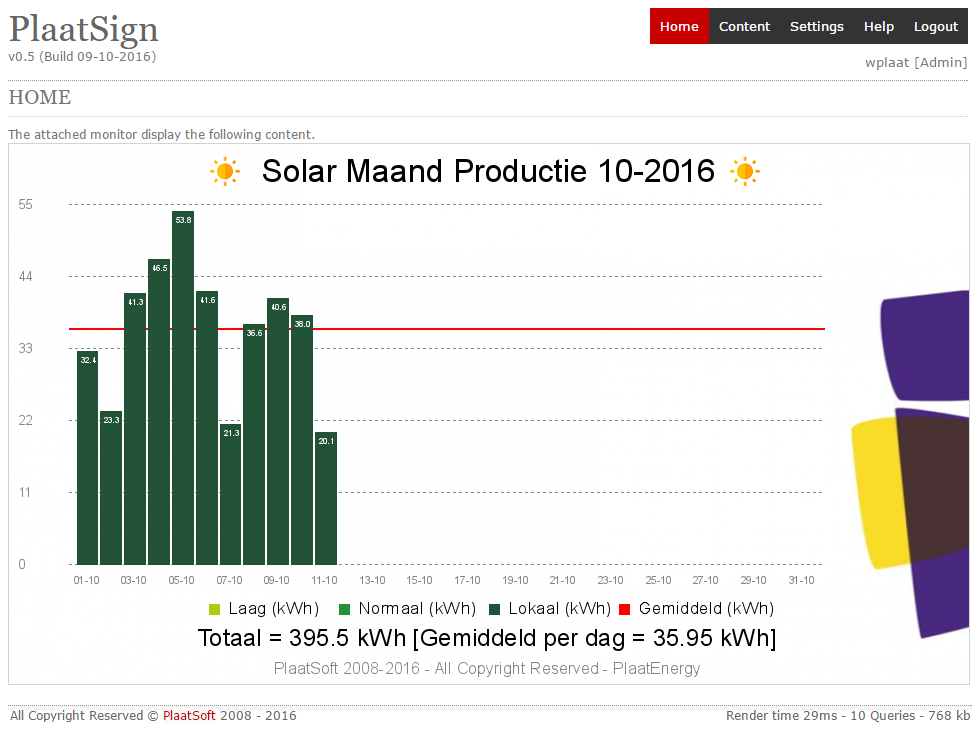 PlaatSign
v0.5 (Build 09-10-2016)
Home Content Settings Help Logout
wplaat [Admin]
HOME
The attached monitor display the following content.
Solar Maand Productie 10-2016
55
44
33
22
11
0
32.4
23.3
41.3
46.5
53.8
41.6
21.3
36.6
40.6
38.0
20.1
01-10 03-10 05-10 07-10 09-10 11-10 13-10 15-10 17-10 19-10 21-10 23-10 25-10 27-10 29-10 31-10
Laag (kWh) Normaal (kWh) Lokaal (kWh) Gemiddeld (kWh)
Totaal = 395.5 kWh [Gemiddeld per dag = 35.95 kWh]
PlaatSoft 2008-2016 - All Copyright Reserved - PlaatEnergy
All Copyright Reserved © PlaatSoft 2008 - 2016
Render time 29ms - 10 Queries - 768 kb